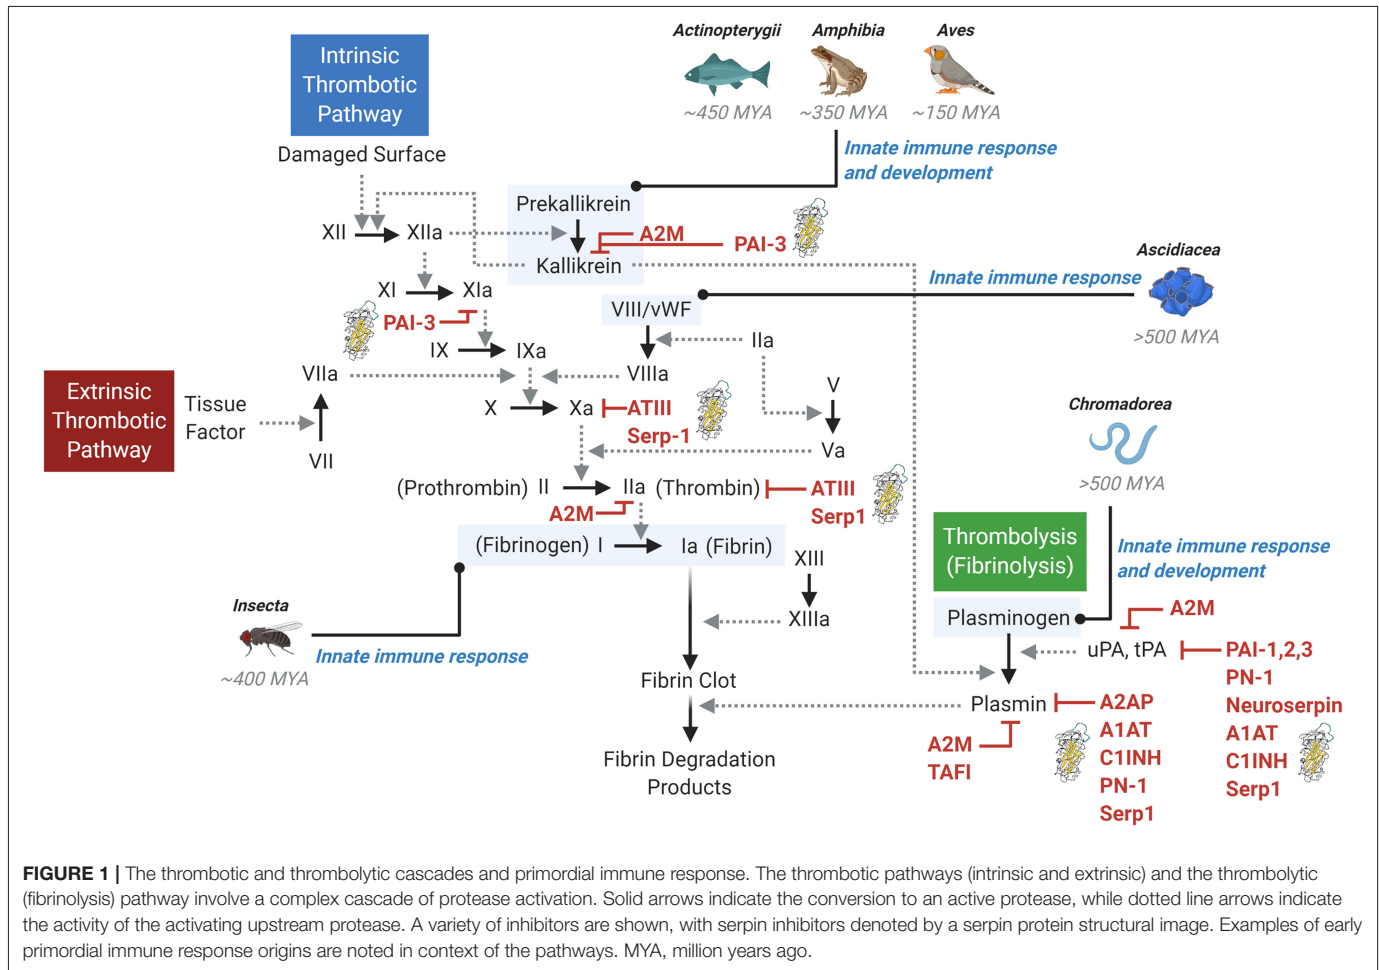 Actinopterygii
Amphibia
Aves
~450 MYA
~350 MYA
~150 MYA
Intrinsic
Thrombotic
Pathway
Damaged Surface
Innate immune response
and development
Prekallikrein
XII
XIIa
A2M
PAI-3
Kallikrein
Ascidiacea
Innate immune response
>500 MYA
XI
XIa
PAI-3
VIII/vWF
IX
IXa
IIa
VIIa
VIIIa
Extrinsic
Thrombotic
Pathway
Tissue
Factor
VII
V
X
Xa
ATIII
Serp-1
Va
Chromadorea
>500 MYA
(Prothrombin) II
IIa (Thrombin)
ATIII
Serp1
A2M
(Fibrinogen) I
Ia (Fibrin)
XIII
XIIIa
Thrombolysis
(Fibrinolysis)
Innate immune response
and development
Insecta
~400 MYA
Innate immune response
Plasminogen
A2M
uPA, tPA
PAI-1,2,3
PN-1
Neuroserpin
A1AT
C1INH
Serp1
Fibrin Clot
Plasmin
A2AP
A1AT
C1INH
PN-1
Serp1
A2M
TAFI
Fibrin Degradation
Products
FIGURE 1 | The thrombotic and thrombolytic cascades and primordial immune response. The thrombotic pathways (intrinsic and extrinsic) and the thrombolytic
(fibrinolysis) pathway involve a complex cascade of protease activation. Solid arrows indicate the conversion to an active protease, while dotted line arrows indicate
the activity of the activating upstream protease. A variety of inhibitors are shown, with serpin inhibitors denoted by a serpin protein structural image. Examples of early
primordial immune response origins are noted in context of the pathways. MYA, million years ago.